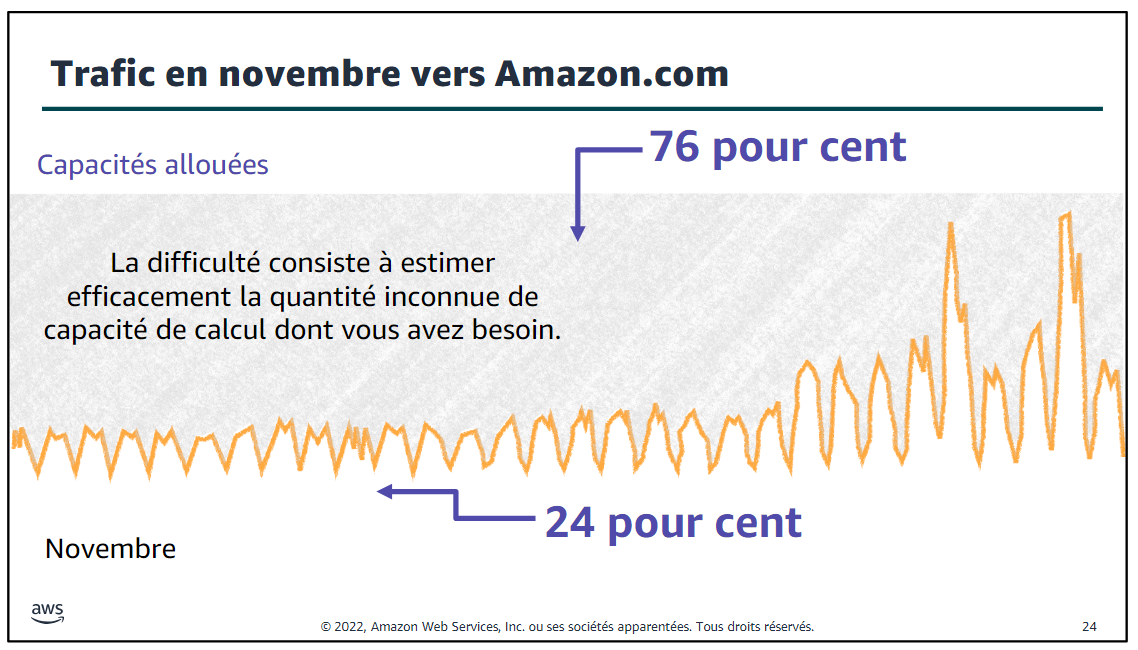 Trafic en novembre vers Amazon.com
76 pour cent
Capacités allouées
La difficulté consiste à estimer
efficacement la quantité inconnue de
capacité de calcul dont vous avez besoin.
24 pour cent
Novembre
aws
© 2022, Amazon Web Services, Inc. ou ses sociétés apparentées. Tous droits réservés.
24